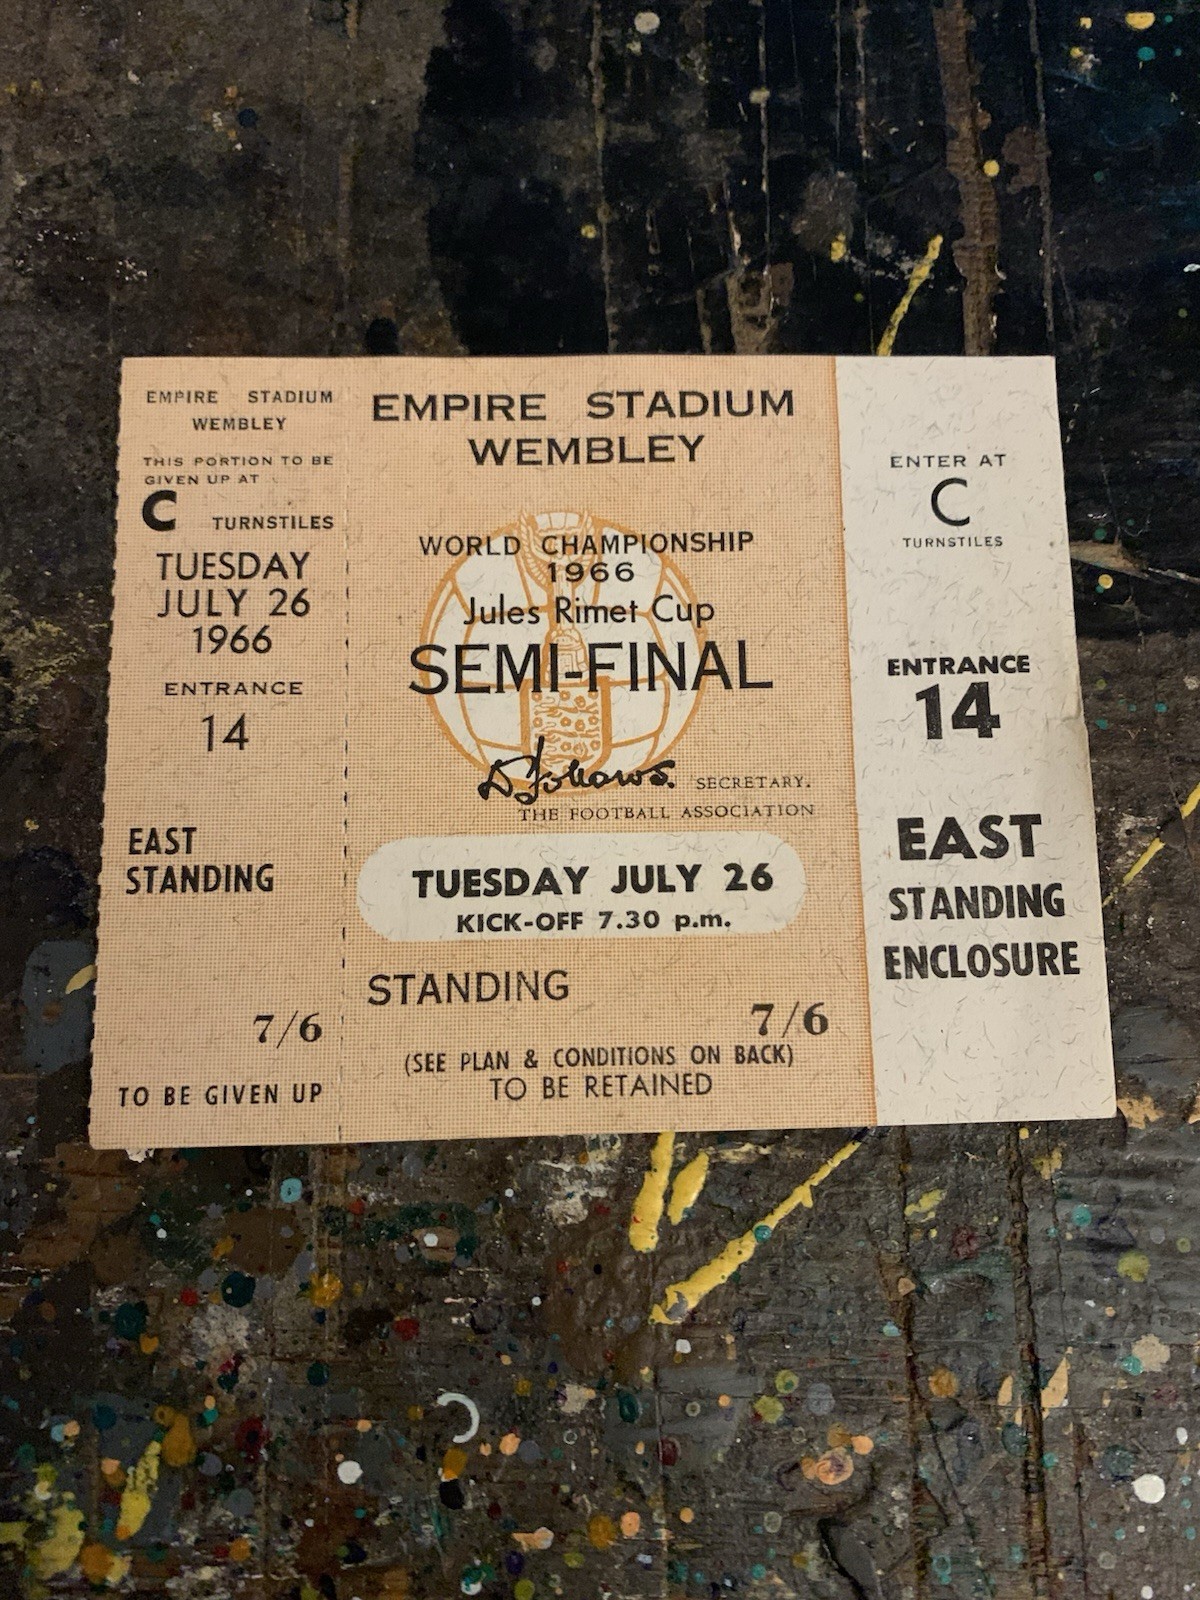 EMPIRE STADIUM
WEMBLEY
THIS PORTION TO BE
GIVEN UP AT
C TURNSTILES
TUESDAY
JULY 26
1966
ENTRANCE
14
EAST
STANDING
7/6
TO BE GIVEN UP
EMPIRE STADIUM
WEMBLEY
WORLD CHAMPIONSHIP
1966
Jules Rimet Cup
SEMI-FINAL
D Follows. SECRETARY.
THE FOOTBALL ASSOCIATION
TUESDAY JULY 26
KICK-OFF 7.30 p.m.
STANDING
7/6
(SEE PLAN & CONDITIONS ON BACK)
TO BE RETAINED
ENTER AT
C
TURNSTILES
ENTRANCE
14
EAST
STANDING
ENCLOSURE